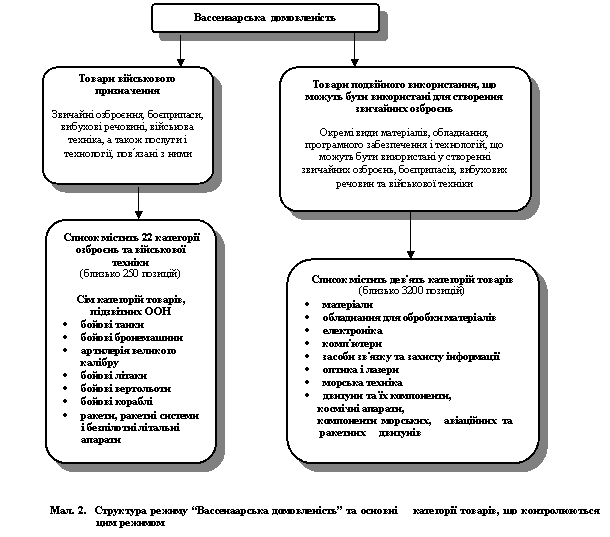 Вассенаарська домовленість
Товари військового
призначення
Звичайні озброєння, боєприпаси,
вибухові речовині, військова
техніка, а також послуги і
технології, пов'язані з ними
Товари подвійного використання, що
можуть бути використані для створення
звичайних озброєнь
Окремі види матеріалів, обладнання,
програмного забезпечення і технологій, що
можуть бути використані у створенні
звичайних озброєнь, боєприпасів, вибухових
речовин та військової техніки
Список містить 22 категорії
озброєнь та військової
техніки
(близько 250 позицій)
Сім категорій товарів,
підзвітних ООН
• бойові танки
• бойові бронемашини
• артилерія великого
калібру
• бойові літаки
• бойові вертольоти
• бойові кораблі
• ракети, ракетні системи
і безпілотні літальні
апарати
Список містить дев'ять категорій товарів
(близько 3200 позицій)
• матеріали
• обладнання для обробки матеріалів
• електроніка
• комп'ютери
• засоби зв'язку та захисту інформації
• оптика і лазери
• морська техніка
• двигуни та їх компоненти,
космічні апарати,
компоненти морських, авіаційних та
ракетних двигунів
Мал. 2. Структура режиму “Вассенаарська домовленість” та основні категорії товарів, що контролюються
цим режимом